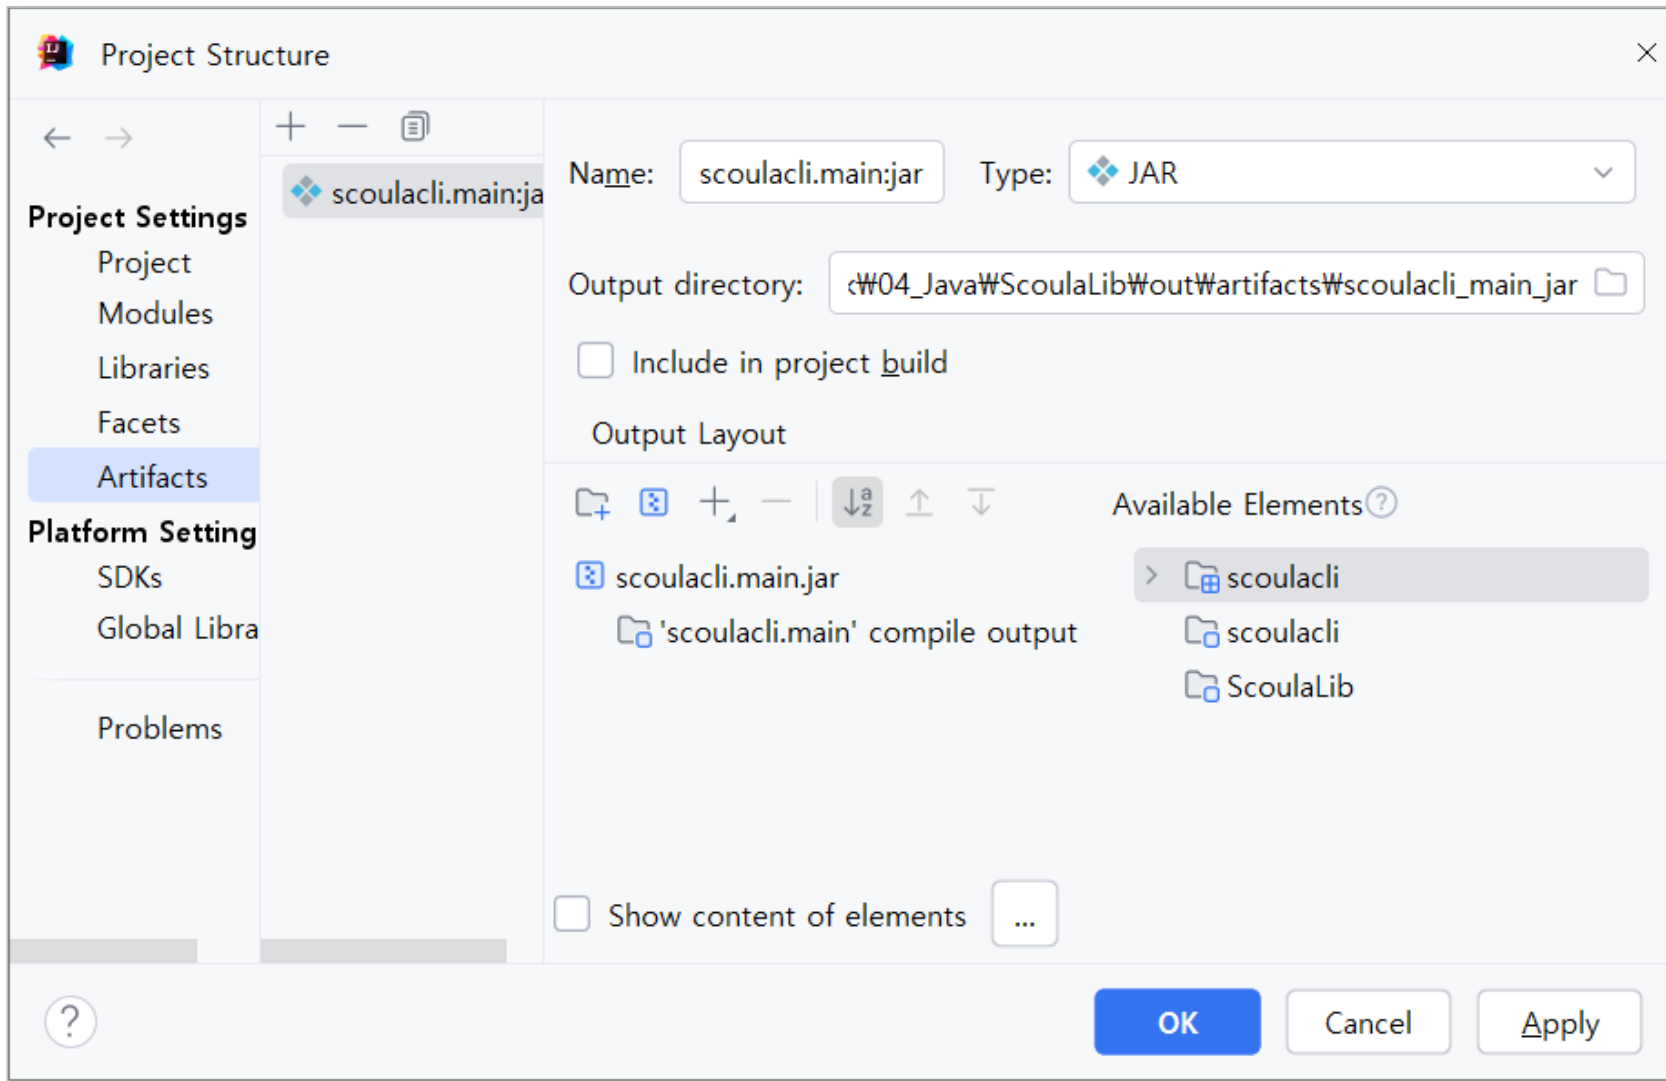 Project Structure
Project Settings
Project
Modules
Libraries
Facets
Artifacts
Platform Setting
SDKs
Global Libra
Problems
scoulacli.main:ja
Name: scoulacli.main:jar Type: JAR
Output directory: ₩04_Java₩ScoulaLib₩out₩artifacts₩scoulacli_main_jar
Include in project build
Output Layout
Available Elements
scoulacli.main.jar
'scoulacli.main' compile output
scoulacli
scoulacli
ScoulaLib
Show content of elements ...
OK Cancel Apply